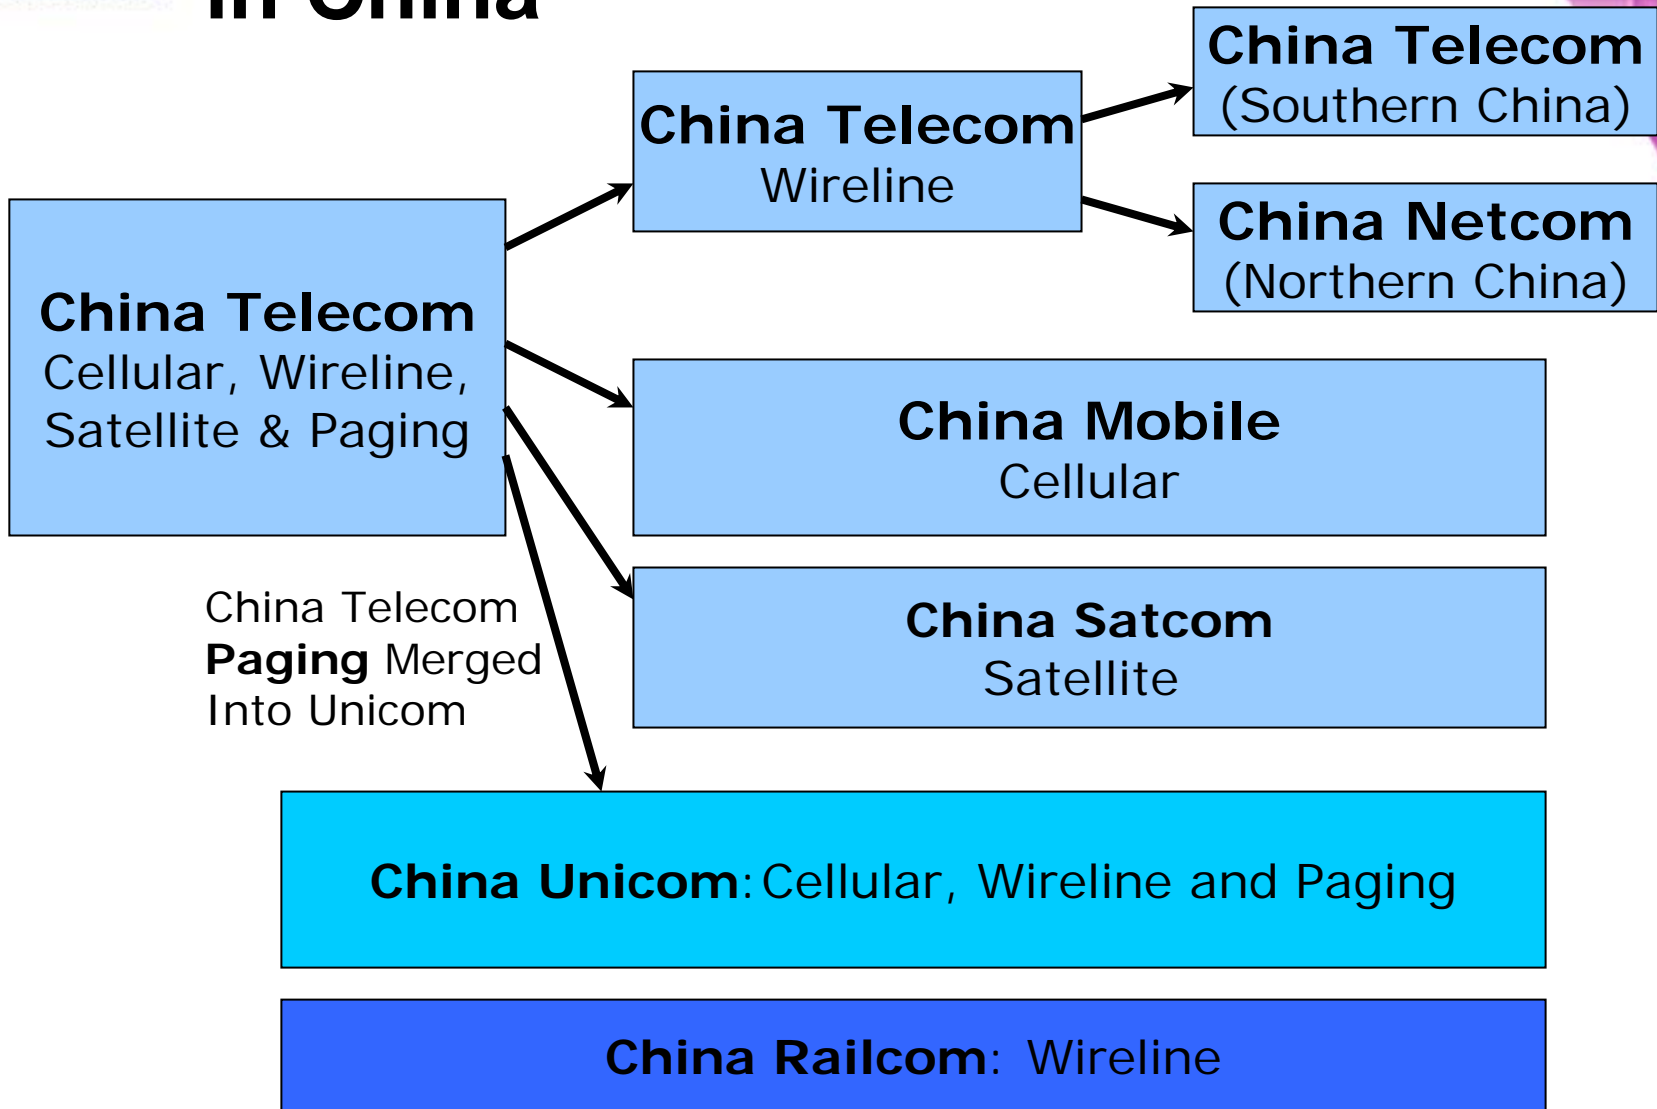 in China
China Telecom
(Southern China)
China Telecom
Wireline
China Netcom
(Northern China)
China Telecom
Cellular, Wireline,
Satellite & Paging
China Mobile
Cellular
China Telecom
Paging Merged
Into Unicom
China Satcom
Satellite
China Unicom: Cellular, Wireline and Paging
China Railcom: Wireline